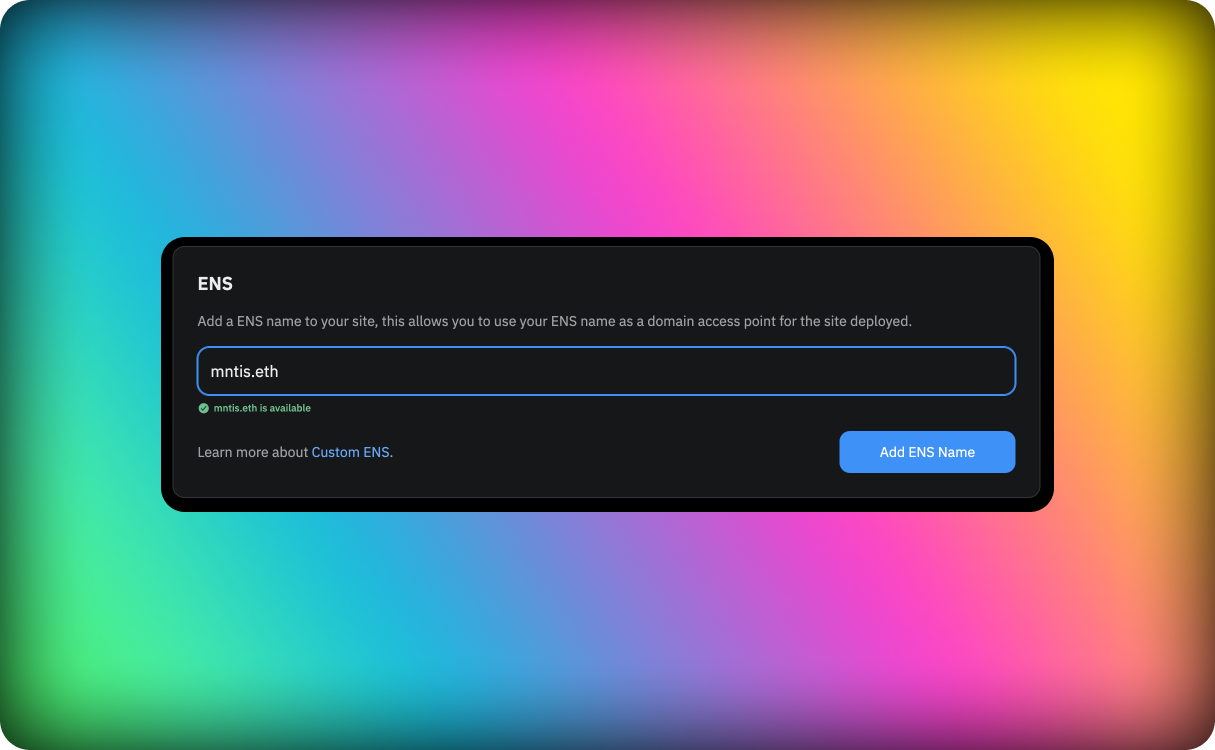 ENS
Add a ENS name to your site, this allows you to use your ENS name as a domain access point for the site deployed.
mntis.eth
mntis.eth is available
Learn more about Custom ENS.
Add ENS Name